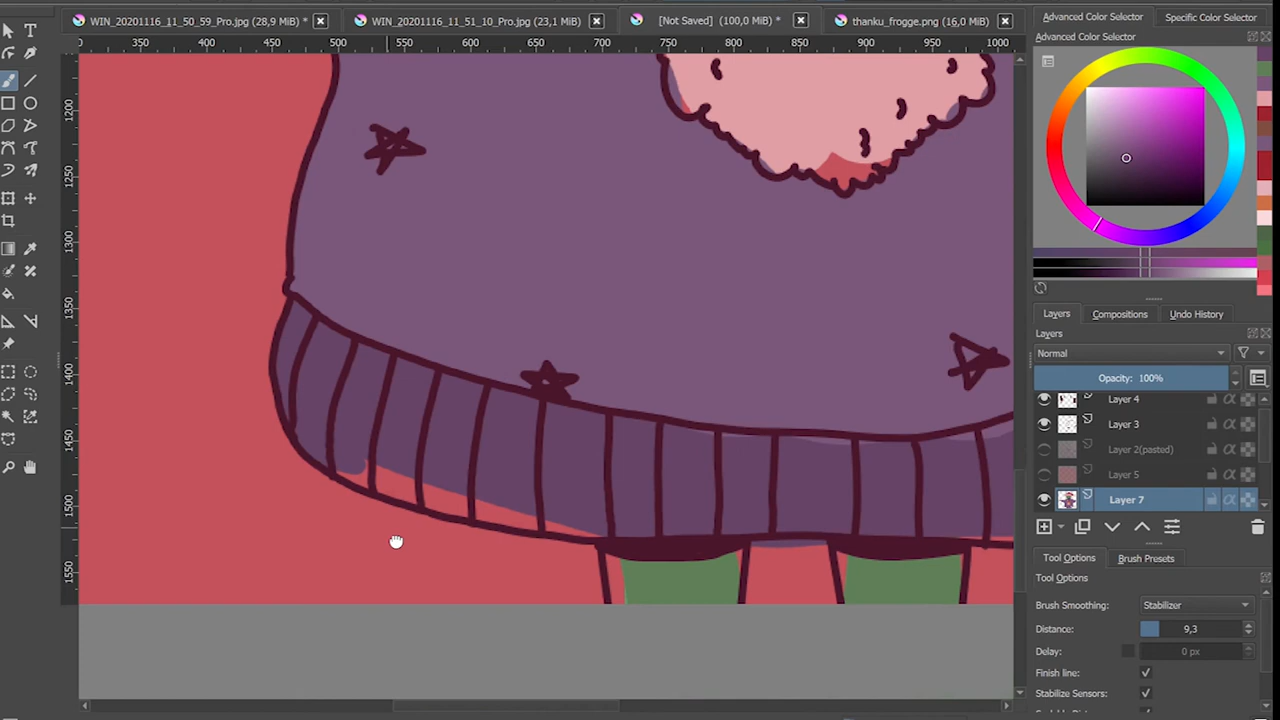 WIN_20201116_11_50_59_Pro.jpg (28,9 MiB) *
WIN_20201116_11_51_10_Pro.jpg (23,1 MiB)
[Not Saved] (100,0 MiB) *
thanku_frogge.png (16,0 MiB)
Advanced Color Selector
Specific Color Selector
Advanced Color Selector
350 400 450 500 550 600 650 700 750 800 850 900 950 1000
1200
1250
1300
1350
1400
1450
1500
1550
Layers
Compositions
Undo History
Layers
Normal
Opacity: 100%
Layer 4
Layer 3
Layer 2(pasted)
Layer 5
Layer 7
Tool Options
Brush Presets
Tool Options
Brush Smoothing:
Stabilizer
Distance:
9,3
Delay:
0 px
Finish line:
Stabilize Sensors: